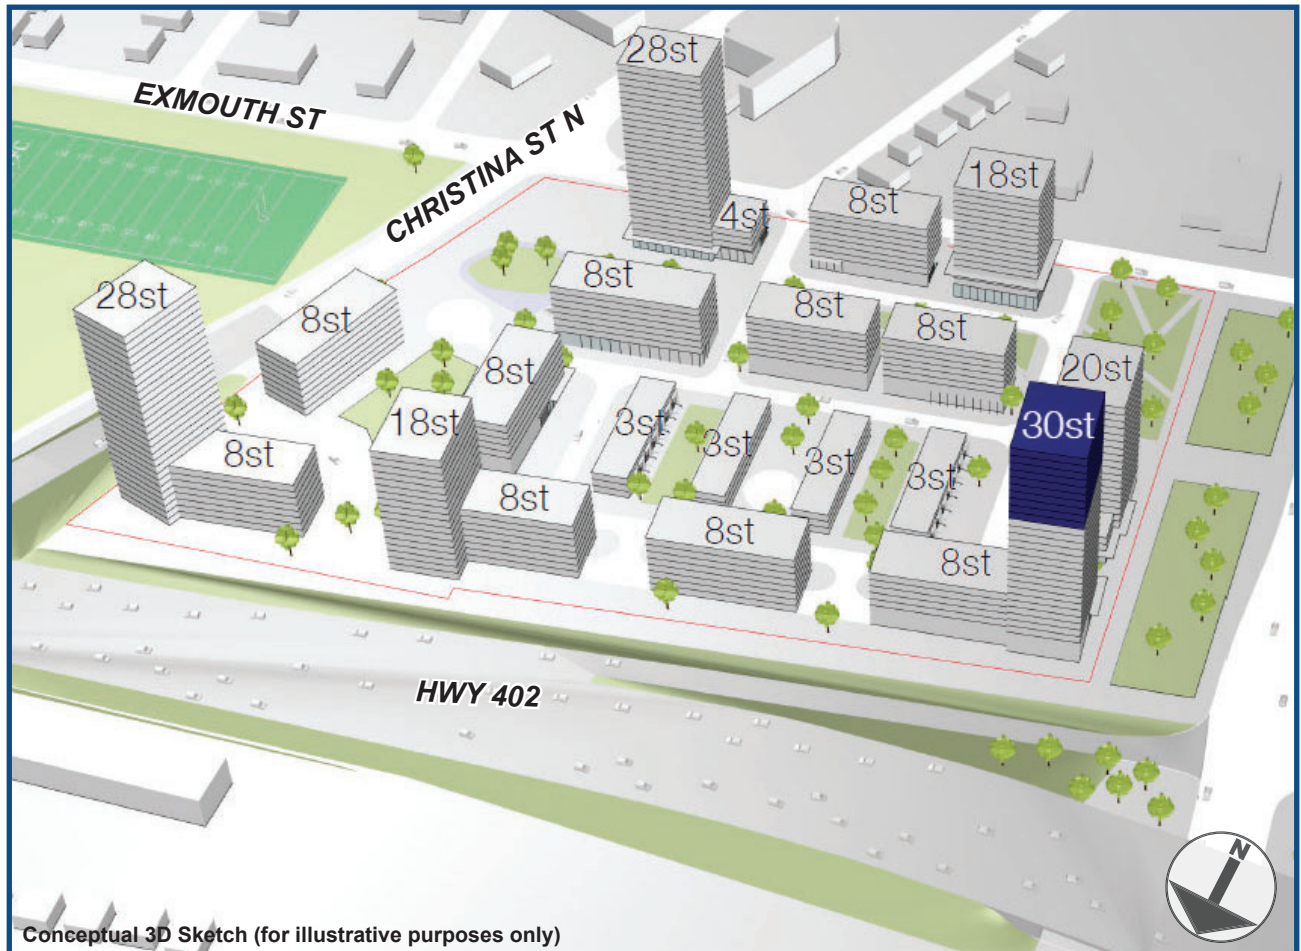 28st
EXMOUTH ST
CHRISTINA ST N
18st
8st
4st
8st
28st
8st
8st
8st
20st
8st
18st
3st
3st
3st
3st
30st
8st
8st
8st
8st
HWY 402
N
Conceptual 3D Sketch (for illustrative purposes only)